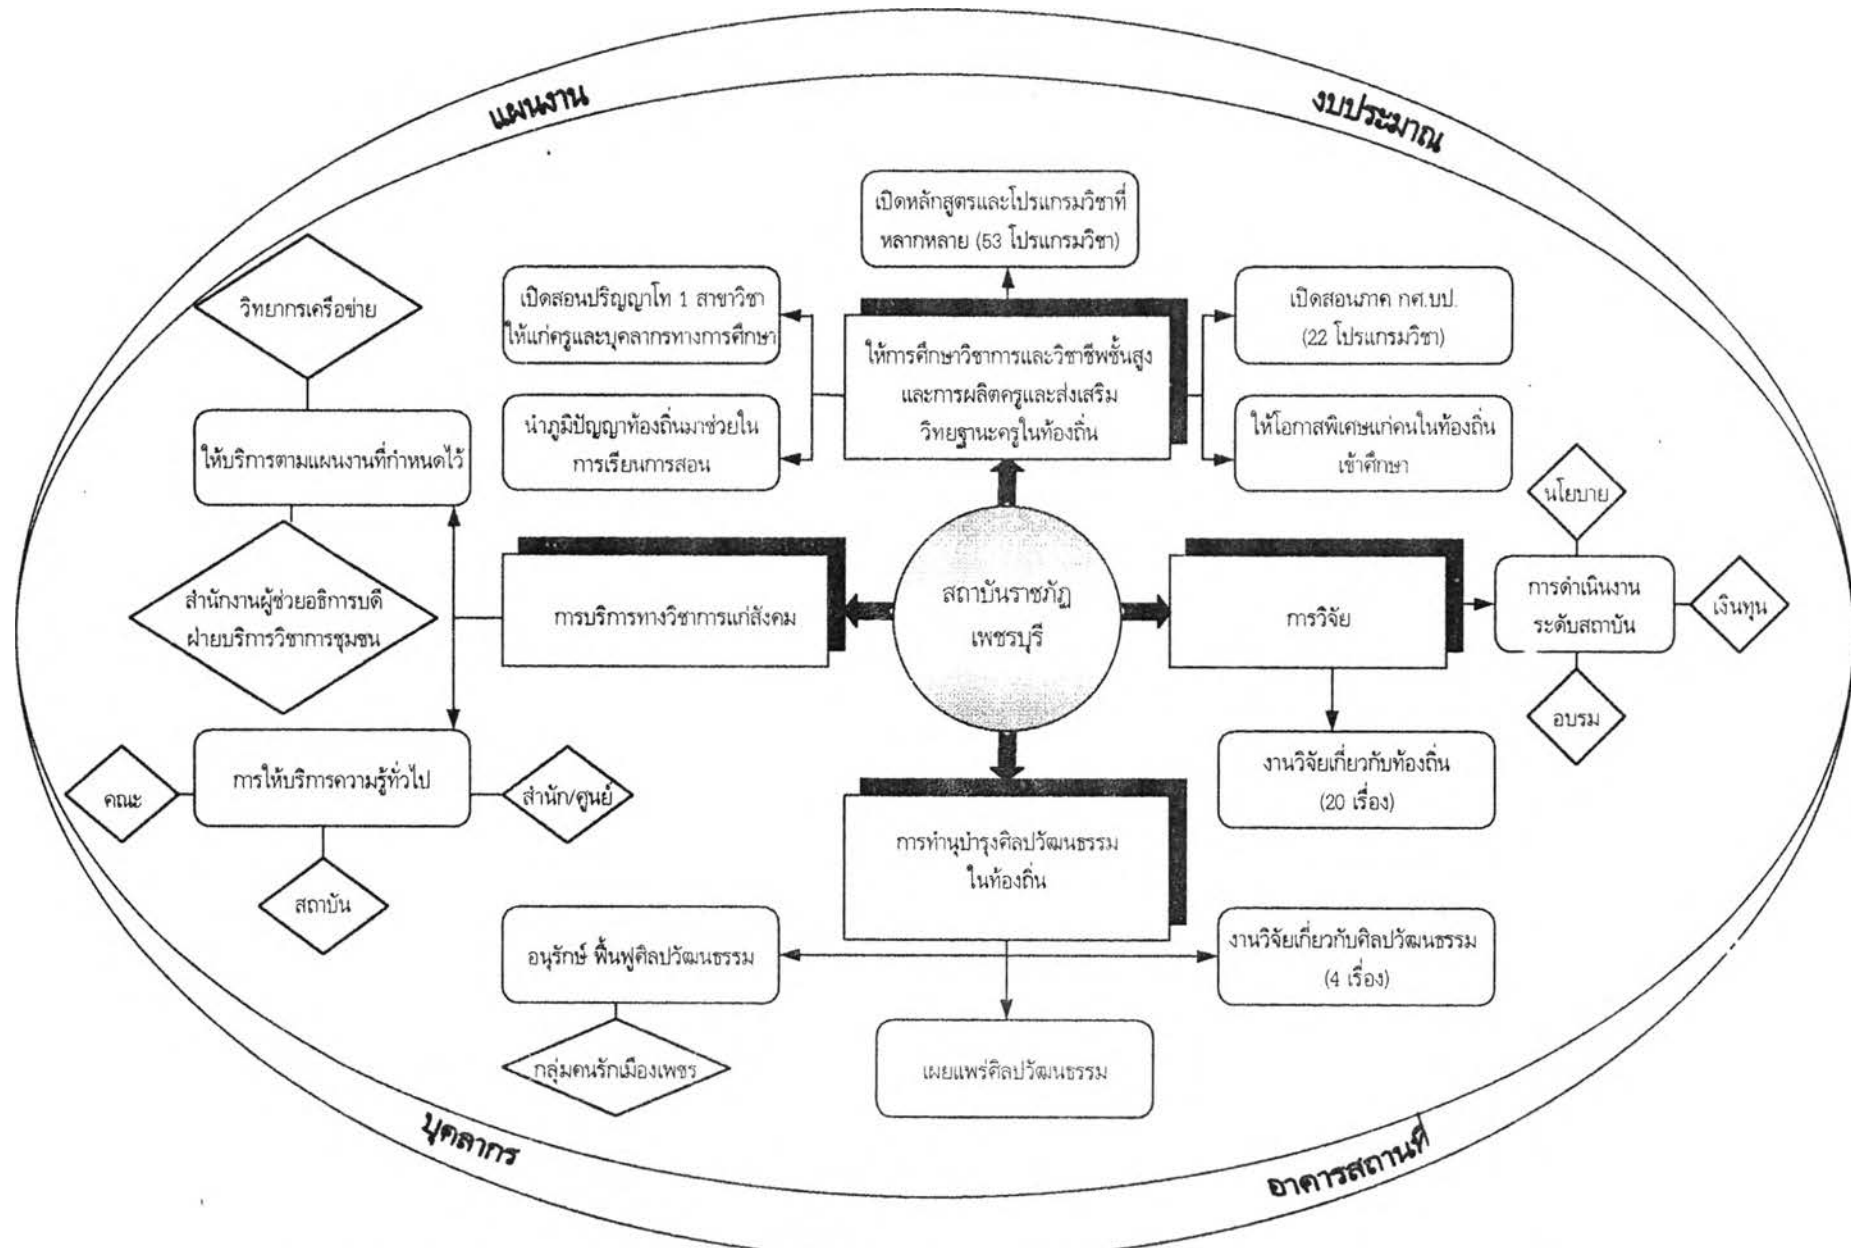 แผนงาน
งบประมาณ
เปิดหลักสูตรและโปรแกรมวิชาที่
หลากหลาย (53 โปรแกรมวิชา)
วิทยากรเครือข่าย
เปิดสอนปริญญาโท 1 สาขาวิชา
ให้แก่ครูและบุคลากรทางการศึกษา
ให้การศึกษาวิชาการและวิชาชีพชั้นสูง
และการผลิตครูและส่งเสริม
วิทยฐานะครูในท้องถิ่น
เปิดสอนภาค กศ.บป.
(22 โปรแกรมวิชา)
ให้บริการตามแผนงานที่กำหนดไว้
นำภูมิปัญญาท้องถิ่นมาช่วยใน
การเรียนการสอน
ให้โอกาสพิเศษแก่คนในท้องถิ่น
เข้าศึกษา
นโยบาย
สำนักงานผู้ช่วยอธิการบดี
ฝ่ายบริการวิชาการชุมชน
การบริการทางวิชาการแก่สังคม
สถาบันราชภัฏ
เพชรบุรี
การวิจัย
การดำเนินงาน
ระดับสถาบัน
เงินทุน
อบรม
คณะ
การให้บริการความรู้ทั่วไป
สำนัก/ศูนย์
งานวิจัยเกี่ยวกับท้องถิ่น
(20 เรื่อง)
สถาบัน
การทำนุบำรุงศิลปวัฒนธรรม
ในท้องถิ่น
อนุรักษ์ ฟื้นฟูศิลปวัฒนธรรม
งานวิจัยเกี่ยวกับศิลปวัฒนธรรม
(4 เรื่อง)
กลุ่มคนรักเมืองเพชร
เผยแพร่ศิลปวัฒนธรรม
บุคลากร
อาคารสถานที่